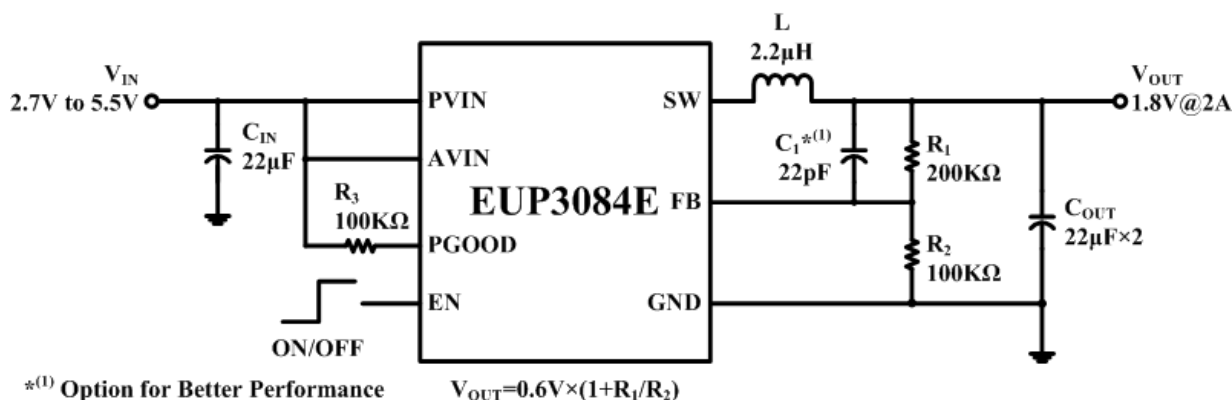 L
2.2µH
VIN
2.7V to 5.5V
PVIN
SW
VOUT
1.8V@2A
CIN
22µF
C1*(1)
22pF
R1
200KΩ
AVIN
R3
100KΩ
EUP3084E
FB
COUT
22µF×2
PGOOD
R2
100KΩ
EN
GND
ON/OFF
*(1) Option for Better Performance
VOUT=0.6V×(1+R1/R2)